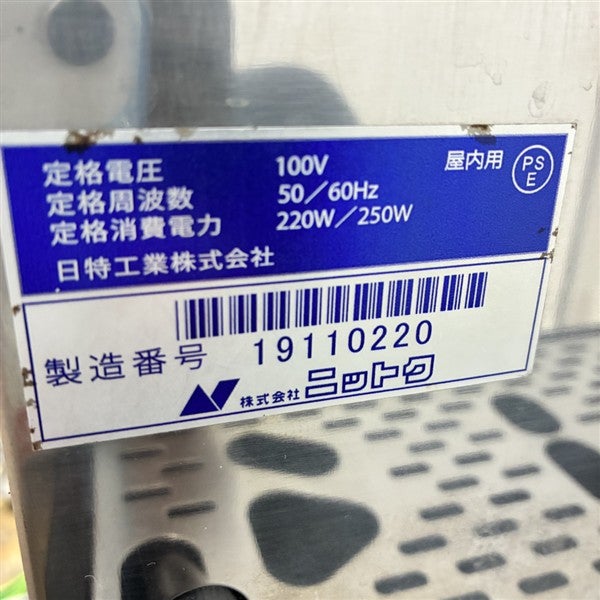 定格電圧 100V 屋内用 PS E
定格周波数 50／60Hz
定格消費電力 220W／250W
日特工業株式会社
製造番号 19110220
株式会社 ニットク